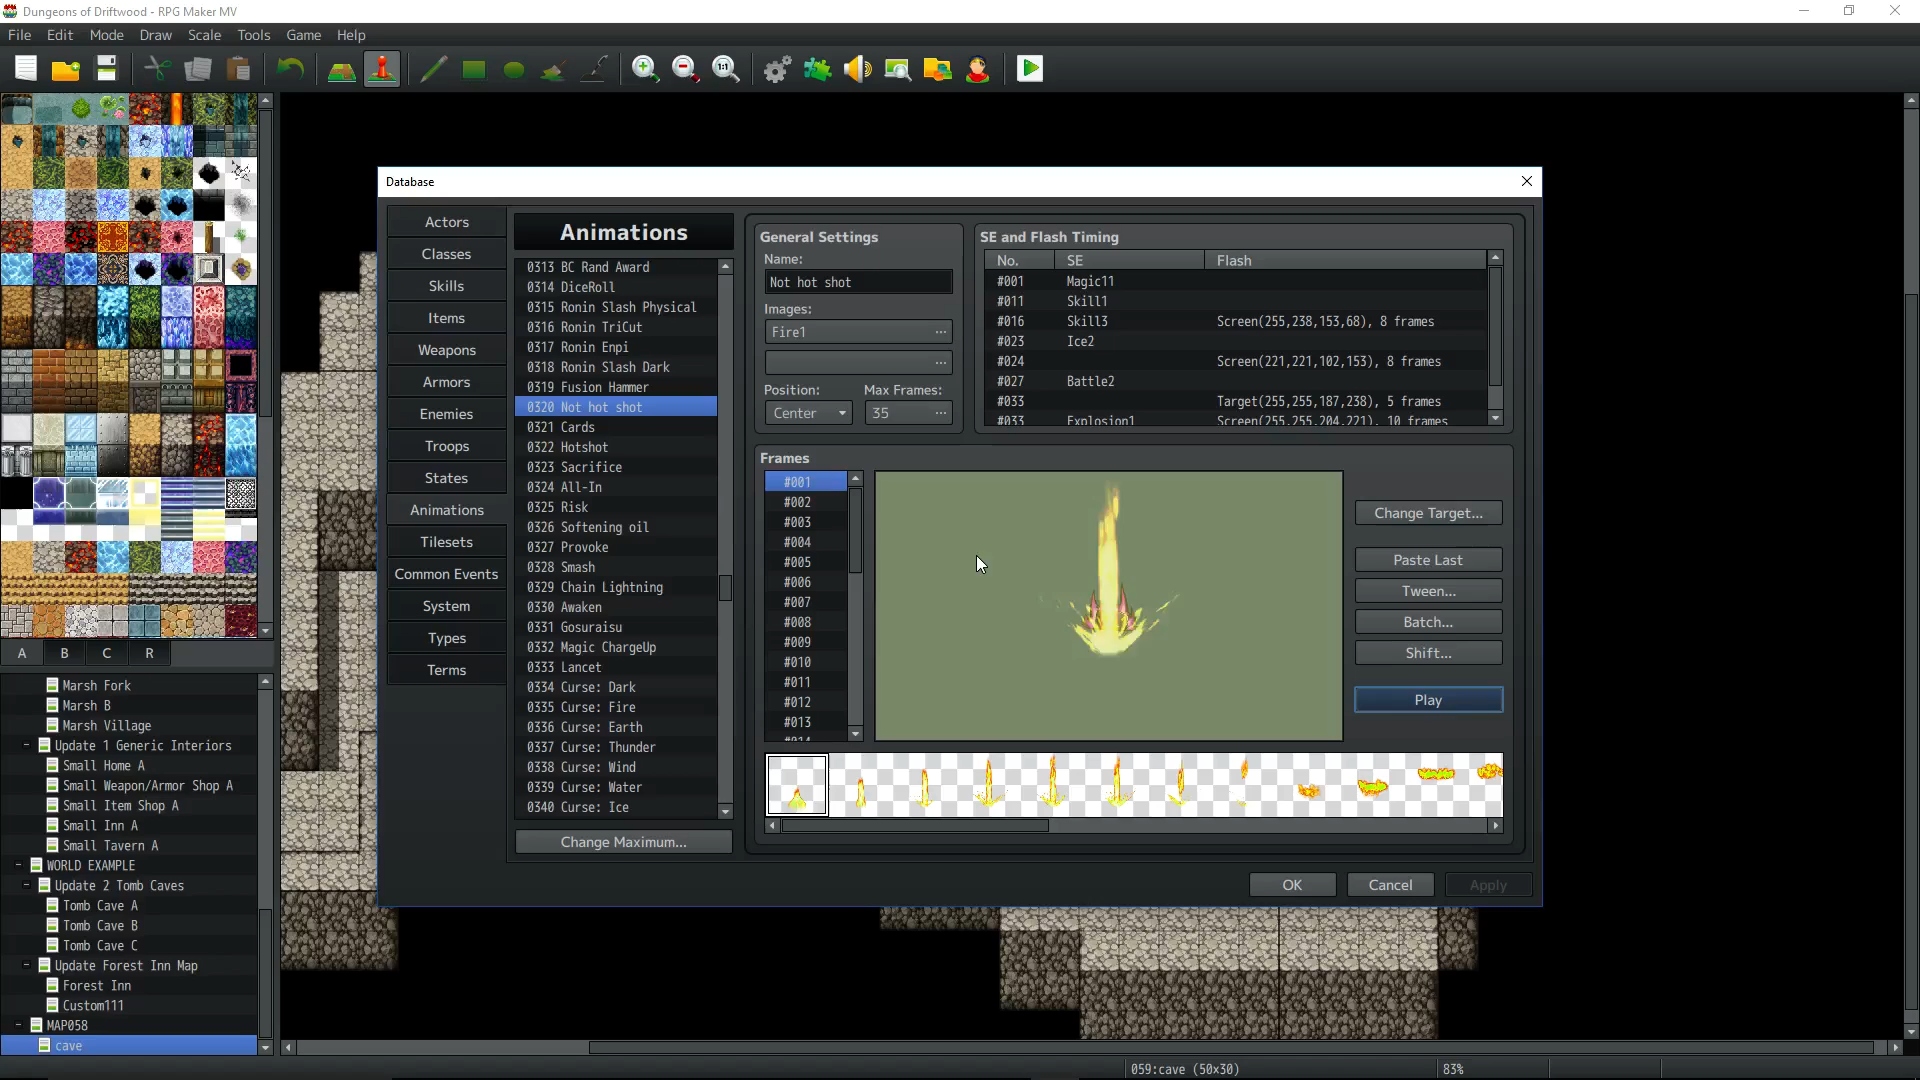 Dungeons of Driftwood - RPG Maker MV
File Edit Mode Draw Scale Tools Game Help
1:1
Database
Actors
Classes
Skills
Items
Weapons
Armors
Enemies
Troops
States
Animations
Tilesets
Common Events
System
Types
Terms
Animations
0313 BC Rand Award
0314 DiceRoll
0315 Ronin Slash Physical
0316 Ronin TriCut
0317 Ronin Enpi
0318 Ronin Slash Dark
0319 Fusion Hammer
0320 Not hot shot
0321 Cards
0322 Hotshot
0323 Sacrifice
0324 All-In
0325 Risk
0326 Softening oil
0327 Provoke
0328 Smash
0329 Chain Lightning
0330 Awaken
0331 Gosuraisu
0332 Magic ChargeUp
0333 Lancet
0334 Curse: Dark
0335 Curse: Fire
0336 Curse: Earth
0337 Curse: Thunder
0338 Curse: Wind
0339 Curse: Water
0340 Curse: Ice
Change Maximum...
General Settings
Name:
Not hot shot
Images:
Fire1 ...
...
Position: Max Frames:
Center 35 ...
SE and Flash Timing
No. SE Flash
#001 Magic11
#011 Skill1
#016 Skill3 Screen(255,238,153,68), 8 frames
#023 Ice2
#024 Screen(221,221,102,153), 8 frames
#027 Battle2
#033 Target(255,255,187,238), 5 frames
#033 Explosion1 Screen(255,255,204,221), 10 frames
Frames
#001
#002
#003
#004
#005
#006
#007
#008
#009
#010
#011
#012
#013
#014
Change Target...
Paste Last
Tween...
Batch...
Shift...
Play
OK Cancel Apply
A B C R
Marsh Fork
Marsh B
Marsh Village
Update 1 Generic Interiors
Small Home A
Small Weapon/Armor Shop A
Small Item Shop A
Small Inn A
Small Tavern A
WORLD EXAMPLE
Update 2 Tomb Caves
Tomb Cave A
Tomb Cave B
Tomb Cave C
Update Forest Inn Map
Forest Inn
Custom111
MAP058
cave
059:cave (50x30) 83%